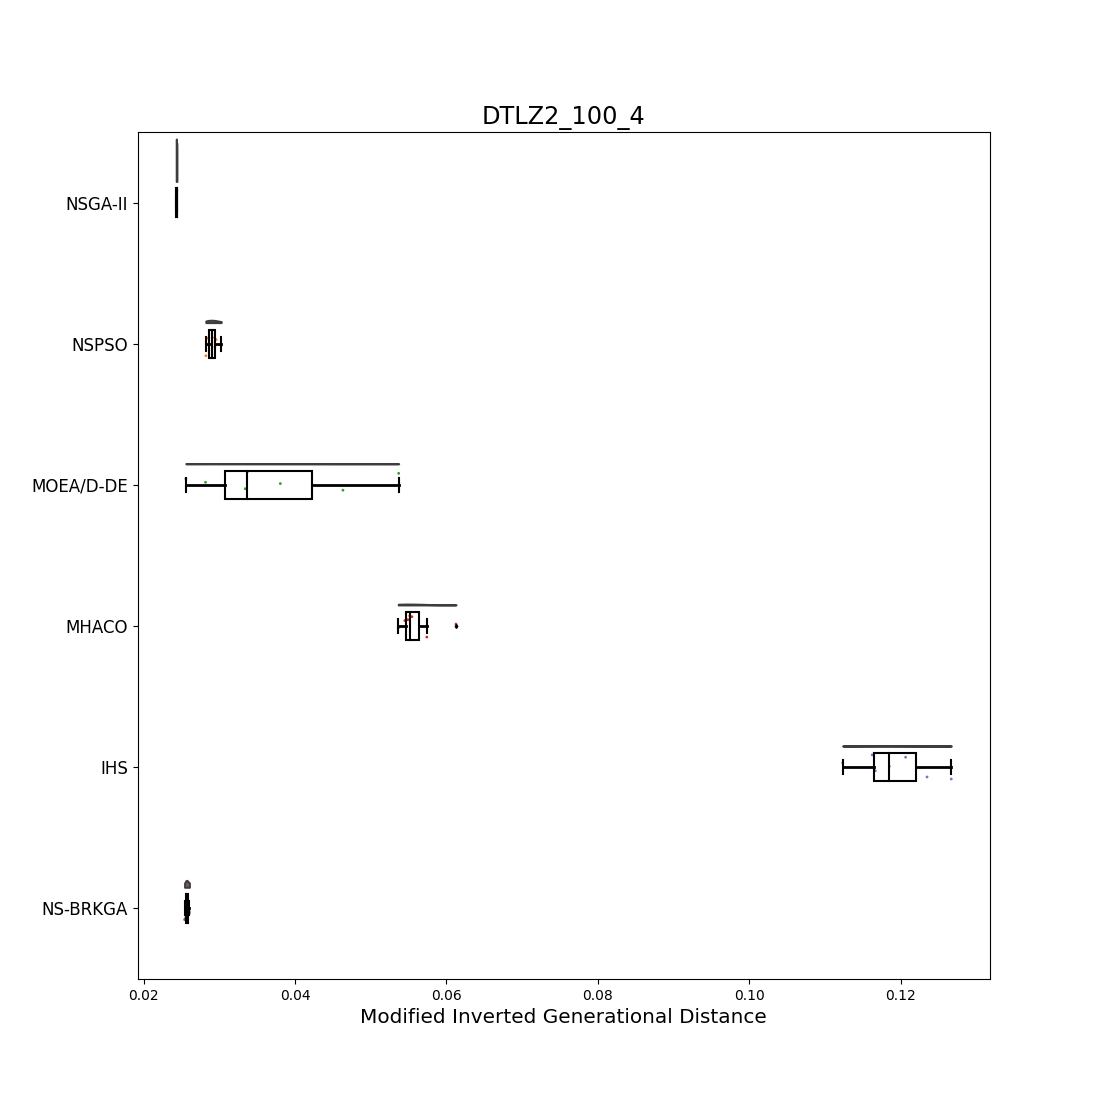 DTLZ2_100_4
NSGA-II
NSPSO
MOEA/D-DE
MHACO
IHS
NS-BRKGA
0.02 0.04 0.06 0.08 0.10 0.12
Modified Inverted Generational Distance